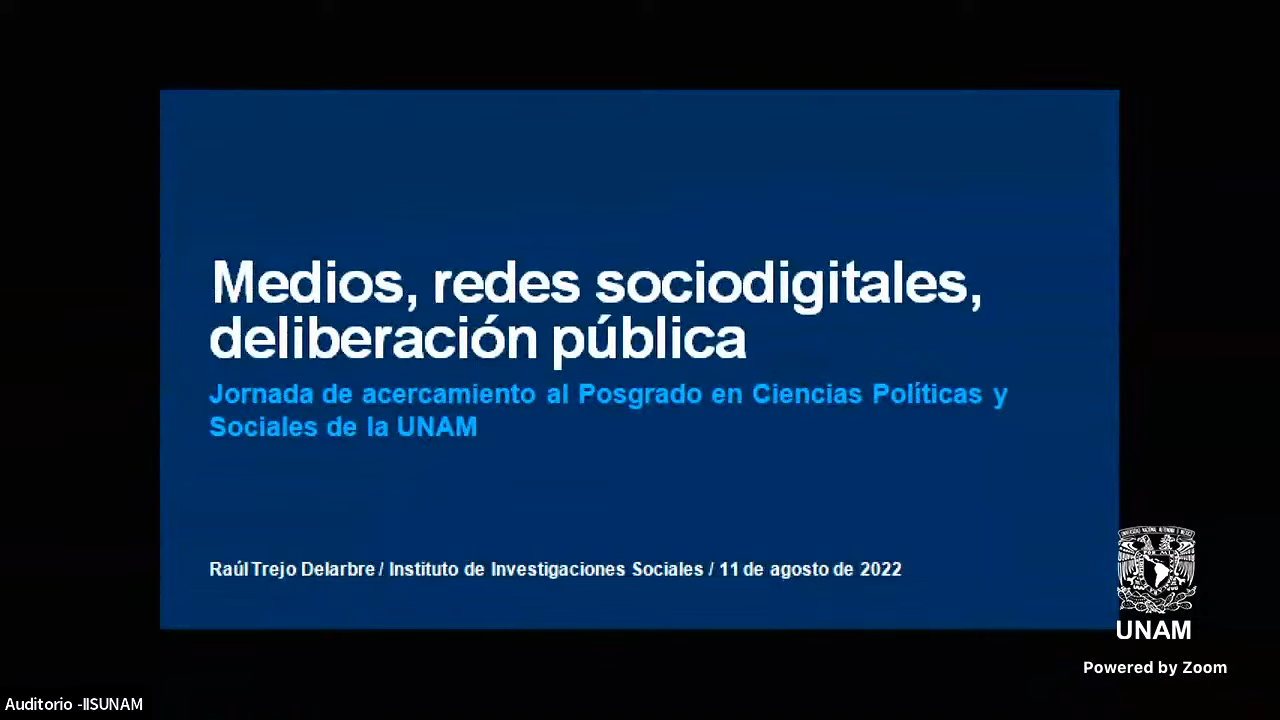 Medios, redes sociodigitales,
deliberación pública
Jornada de acercamiento al Posgrado en Ciencias Políticas y
Sociales de la UNAM
Raúl Trejo Delarbre / Instituto de Investigaciones Sociales / 11 de agosto de 2022
UNAM
Powered by Zoom
Auditorio -IISUNAM